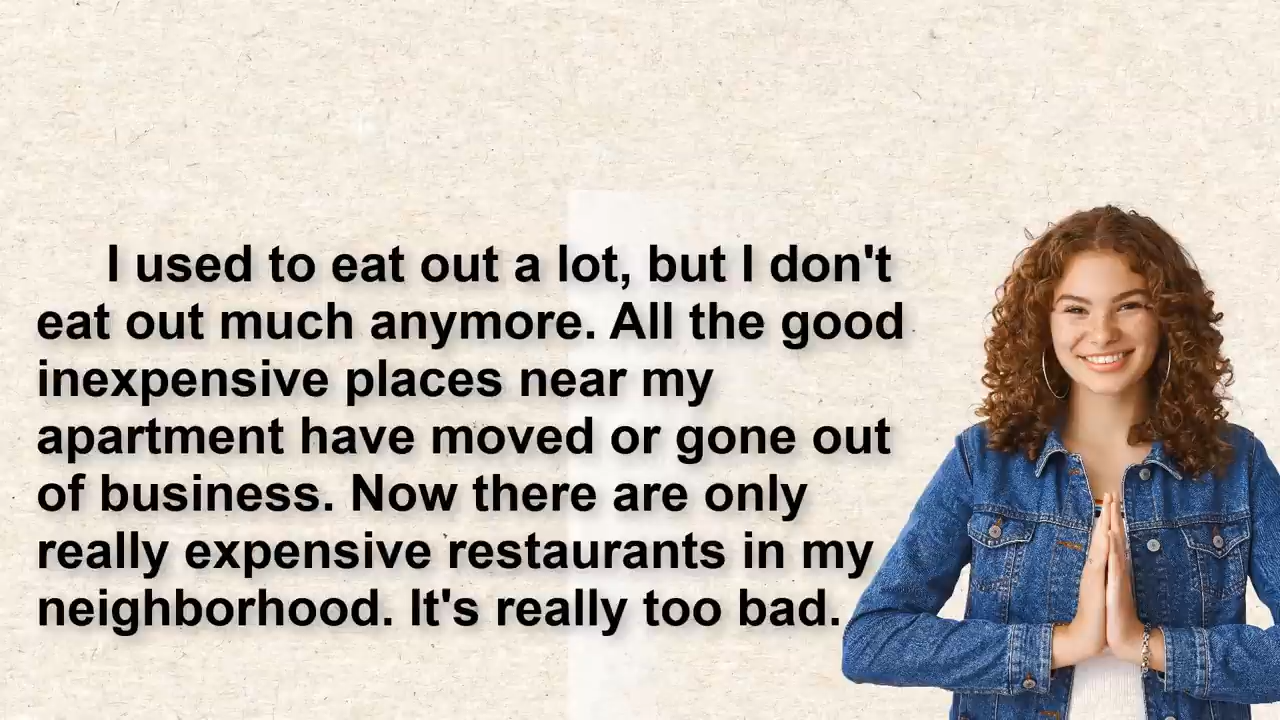 I used to eat out a lot, but I don't
eat out much anymore. All the good
inexpensive places near my
apartment have moved or gone out
of business. Now there are only
really expensive restaurants in my
neighborhood. It's really too bad.